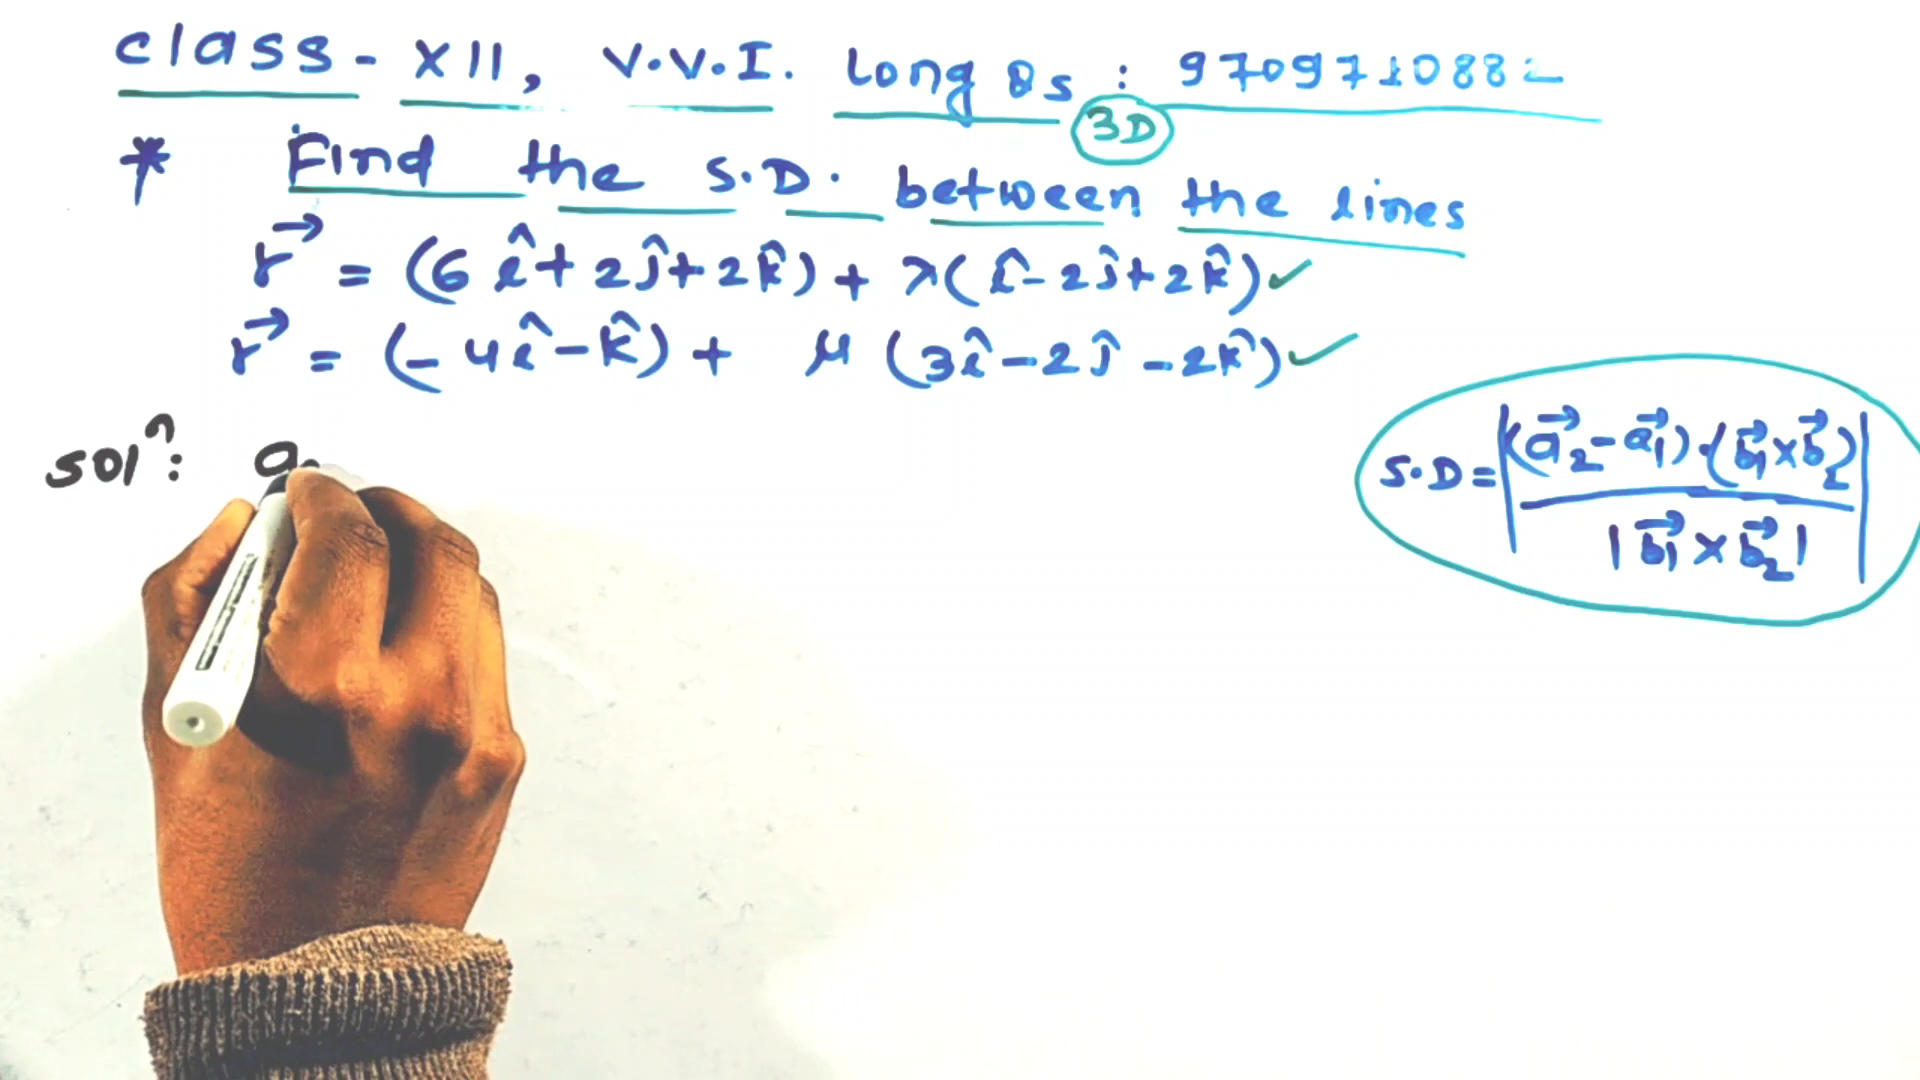 class - XII, V.V.I. Long Qs : 9709710882
3D
* Find the S.D. between the lines
r⃗ = (6î + 2ĵ + 2k̂) + λ(î - 2ĵ + 2k̂) ✓
r⃗ = (- 4î - k̂) + μ (3î - 2ĵ - 2k̂) ✓
Solⁿ: a
S.D = |(a⃗₂ - a⃗₁) · (b⃗₁ × b⃗₂) / |b⃗₁ × b⃗₂||